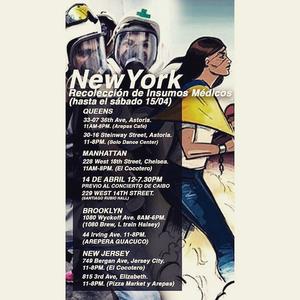 NewYork
Recolección de Insumos Médicos
(hasta el sábado 15/04)
QUEENS
33-07 36th Ave, Astoria.
11AM-6PM. (Arepas Cafe)
30-16 Steinway Street, Astoria.
11-8PM. (Solo Dance Center)
MANHATTAN
228 West 18th Street, Chelsea.
11AM-8PM. (El Cocotero)
14 DE ABRIL 12-7.30PM
PREVIO AL CONCIERTO DE CAIBO
229 WEST 14TH STREET.
(SANTIAGO RUBIO HALL)
BROOKLYN
1080 Wyckoff Ave. 8AM-6PM.
(1080 Brew, L train Halsey)
44 Irving Ave. 11-8PM.
(AREPERA GUACUCO)
NEW JERSEY
749 Bergan Ave, Jersey City.
11-8PM. (El Cocotero)
815 3rd Ave, Elizabeth.
11-8PM. (Pizza Market y Arepas)